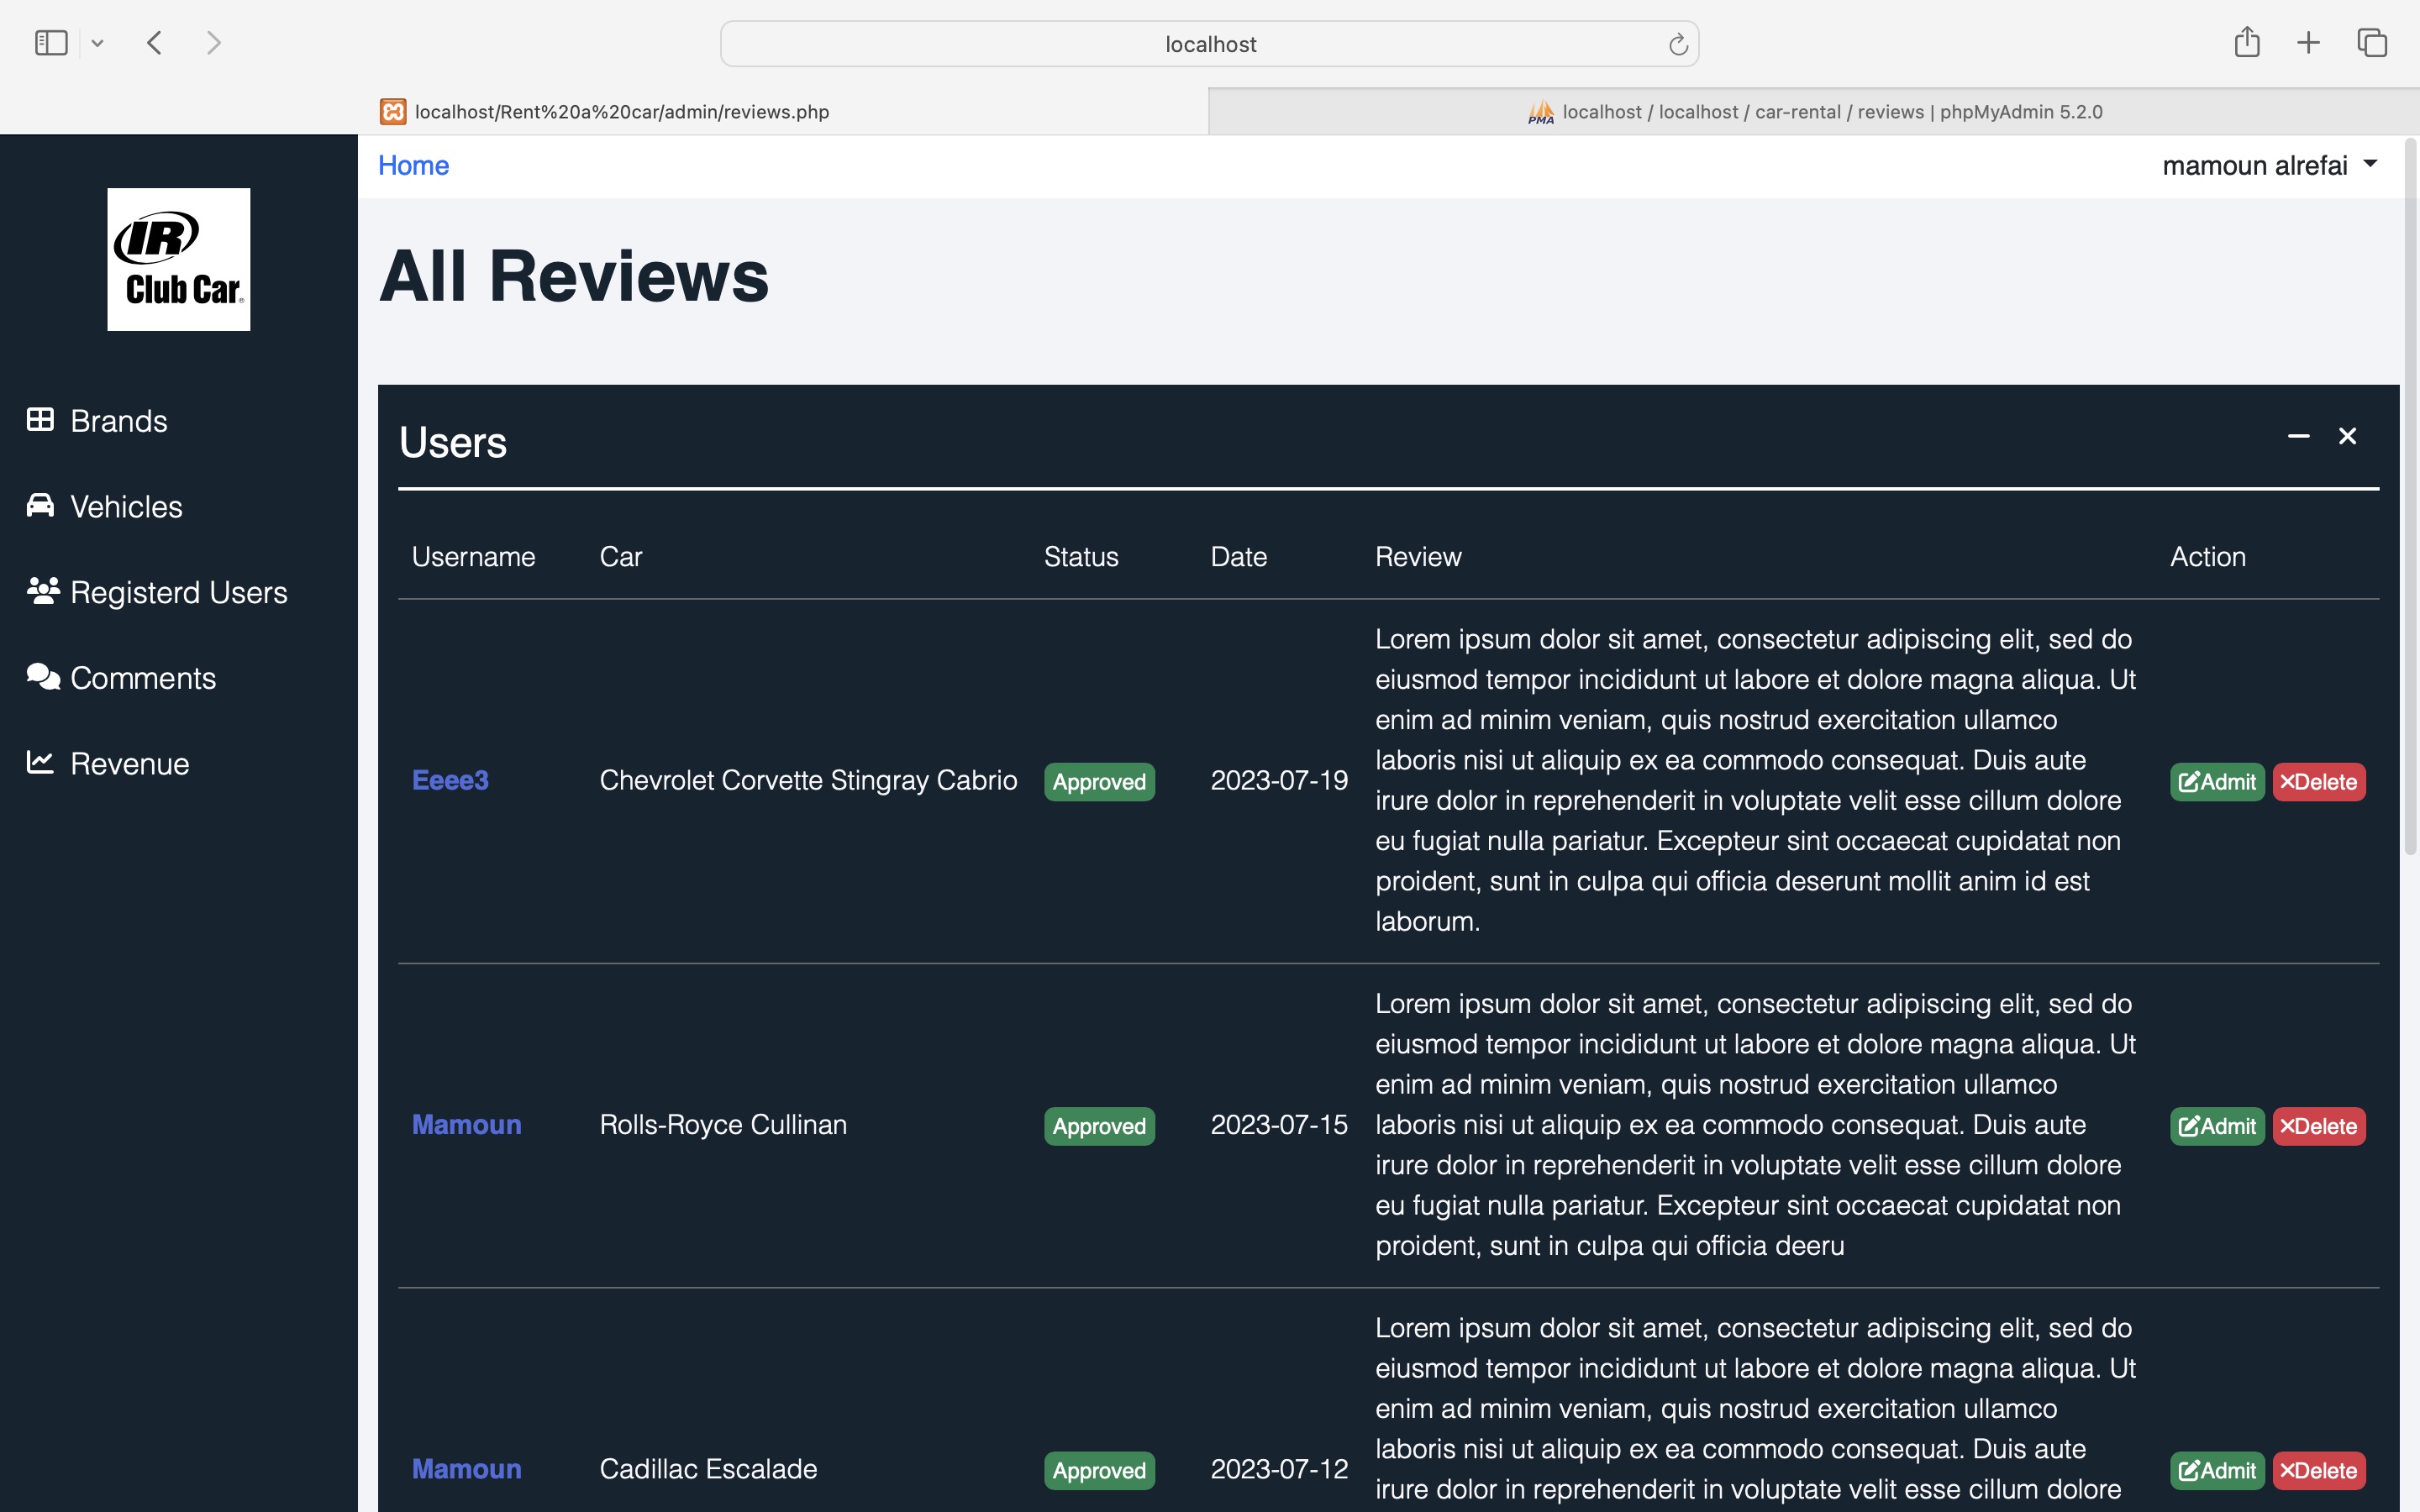 localhost
localhost/Rent%20a%20car/admin/reviews.php
PMA localhost / localhost / car-rental / reviews | phpMyAdmin 5.2.0
Home
mamoun alrefai
IR
Club Car
All Reviews
Brands
Vehicles
Registerd Users
Comments
Revenue
Users
Username Car Status Date Review Action
Eeee3 Chevrolet Corvette Stingray Cabrio Approved 2023-07-19
Lorem ipsum dolor sit amet, consectetur adipiscing elit, sed do
eiusmod tempor incididunt ut labore et dolore magna aliqua. Ut
enim ad minim veniam, quis nostrud exercitation ullamco
laboris nisi ut aliquip ex ea commodo consequat. Duis aute
irure dolor in reprehenderit in voluptate velit esse cillum dolore
eu fugiat nulla pariatur. Excepteur sint occaecat cupidatat non
proident, sunt in culpa qui officia deserunt mollit anim id est
laborum.
Admit Delete
Mamoun Rolls-Royce Cullinan Approved 2023-07-15
Lorem ipsum dolor sit amet, consectetur adipiscing elit, sed do
eiusmod tempor incididunt ut labore et dolore magna aliqua. Ut
enim ad minim veniam, quis nostrud exercitation ullamco
laboris nisi ut aliquip ex ea commodo consequat. Duis aute
irure dolor in reprehenderit in voluptate velit esse cillum dolore
eu fugiat nulla pariatur. Excepteur sint occaecat cupidatat non
proident, sunt in culpa qui officia deeru
Admit Delete
Mamoun Cadillac Escalade Approved 2023-07-12
Lorem ipsum dolor sit amet, consectetur adipiscing elit, sed do
eiusmod tempor incididunt ut labore et dolore magna aliqua. Ut
enim ad minim veniam, quis nostrud exercitation ullamco
laboris nisi ut aliquip ex ea commodo consequat. Duis aute
irure dolor in reprehenderit in voluptate velit esse cillum dolore
Admit Delete